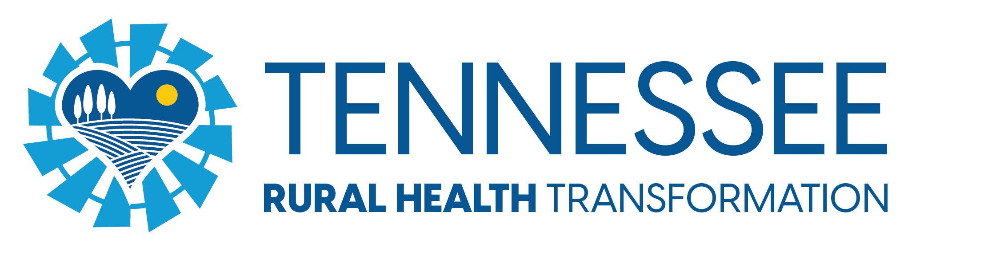 TENNESSEE
RURAL HEALTH TRANSFORMATION